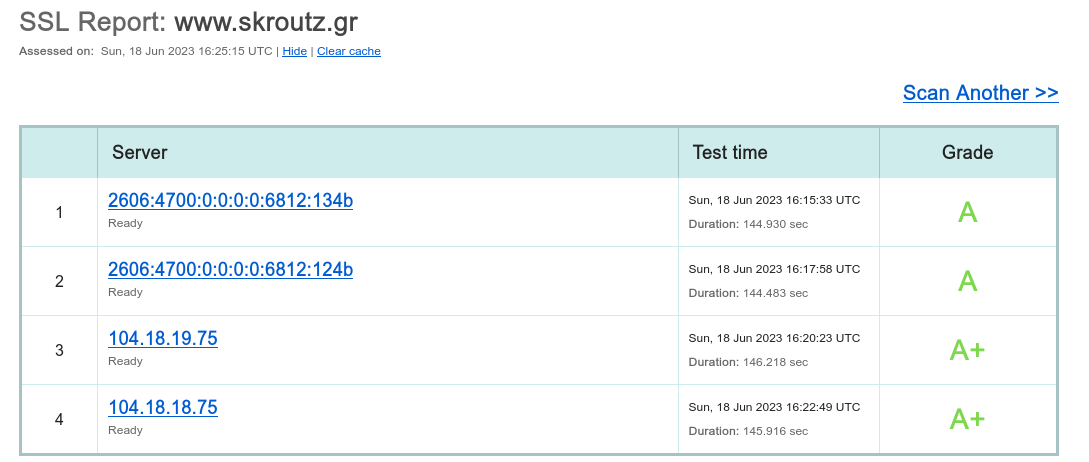 SSL Report: www.skroutz.gr
Assessed on: Sun, 18 Jun 2023 16:25:15 UTC | Hide | Clear cache
Scan Another >>
Server Test time Grade
1 2606:4700:0:0:0:0:6812:134b Sun, 18 Jun 2023 16:15:33 UTC A
Ready Duration: 144.930 sec
2 2606:4700:0:0:0:0:6812:124b Sun, 18 Jun 2023 16:17:58 UTC A
Ready Duration: 144.483 sec
3 104.18.19.75 Sun, 18 Jun 2023 16:20:23 UTC A+
Ready Duration: 146.218 sec
4 104.18.18.75 Sun, 18 Jun 2023 16:22:49 UTC A+
Ready Duration: 145.916 sec